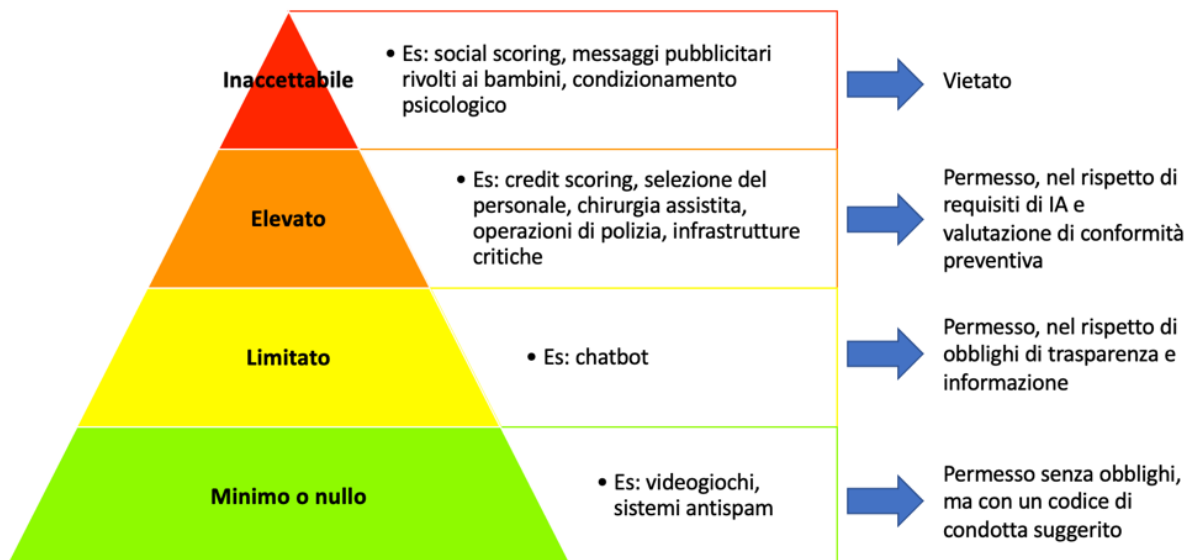 Inaccettabile
• Es: social scoring, messaggi pubblicitari
rivolti ai bambini, condizionamento
psicologico
Vietato
Elevato
• Es: credit scoring, selezione del
personale, chirurgia assistita,
operazioni di polizia, infrastrutture
critiche
Permesso, nel rispetto di
requisiti di IA e
valutazione di conformità
preventiva
Limitato
• Es: chatbot
Permesso, nel rispetto di
obblighi di trasparenza e
informazione
Minimo o nullo
• Es: videogiochi,
sistemi antispam
Permesso senza obblighi,
ma con un codice di
condotta suggerito